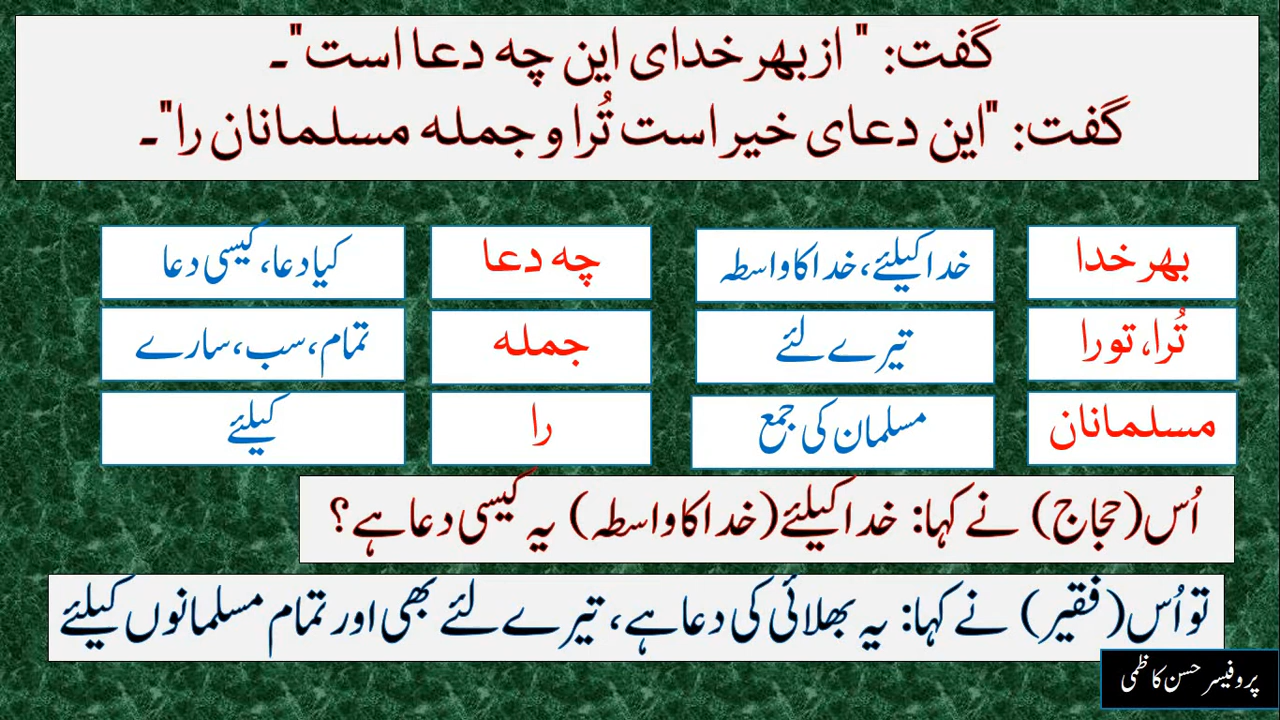 گفت: " از بهر خدای این چه دعا است"۔
گفت: "این دعای خیر است تُرا و جمله مسلمانان را"۔
بهر خدا
خدا کیلئے، خدا کا واسطہ
چه دعا
کیا دعا، کیسی دعا
تُرا، تورا
تیرے لئے
جمله
تمام، سب، سارے
مسلمانان
مسلمان کی جمع
را
کیلئے
اُس (حجاج) نے کہا: خدا کیلئے (خدا کا واسطہ) یہ کیسی دعا ہے؟
تو اُس (فقیر) نے کہا: یہ بھلائی کی دعا ہے، تیرے لئے بھی اور تمام مسلمانوں کیلئے
پروفیسر حسن کاظمی